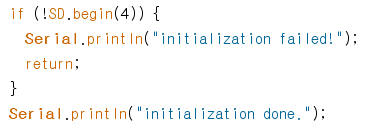 if (!SD.begin(4)) {
  Serial.println("initialization failed!");
  return;
}
Serial.println("initialization done.");